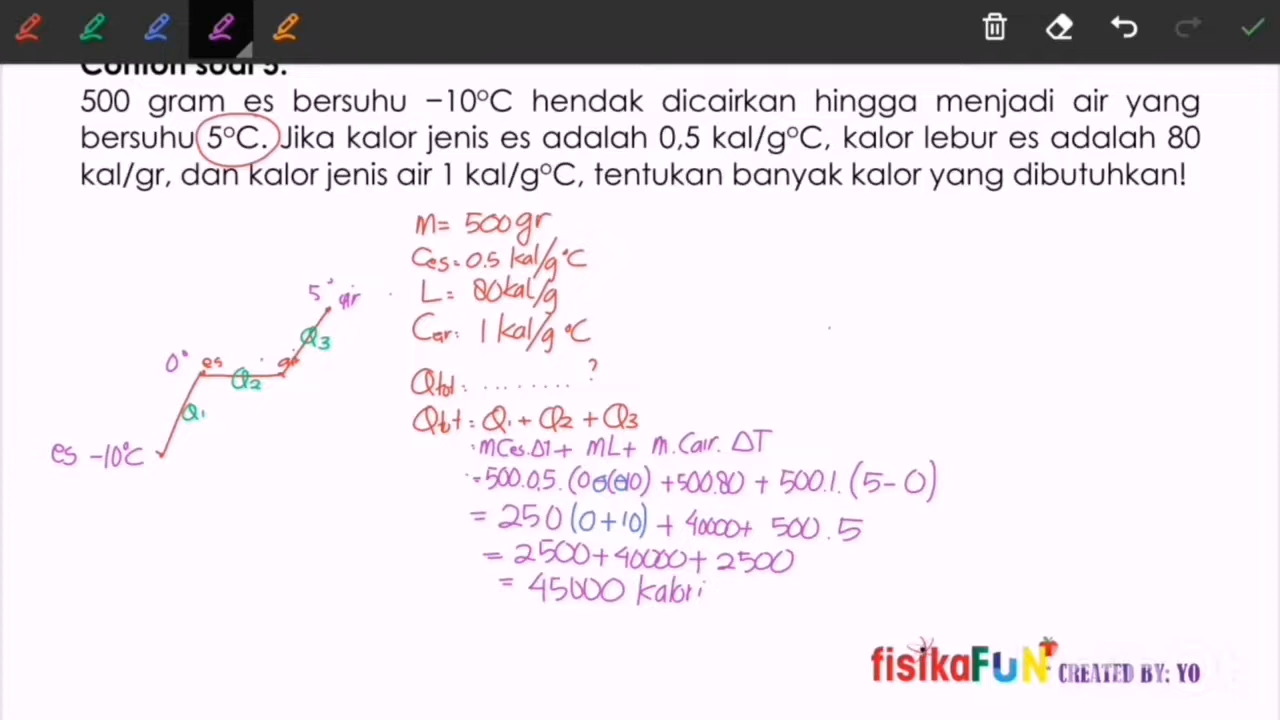 Contoh soal 5:
500 gram es bersuhu −10°C hendak dicairkan hingga menjadi air yang
bersuhu 5°C. Jika kalor jenis es adalah 0,5 kal/g°C, kalor lebur es adalah 80
kal/gr, dan kalor jenis air 1 kal/g°C, tentukan banyak kalor yang dibutuhkan!
m = 500 gr
Ces = 0.5 kal/g°C
L = 80 kal/g
Cair = 1 kal/g°C
Qtot = ......... ?
Qtot = Q1 + Q2 + Q3
= m Ces. ΔT + mL + m. Cair. ΔT
= 500.0.5. (0-(-10)) + 500.80 + 500.1. (5-0)
= 250 (0+10) + 40000 + 500.5
= 2500 + 40000 + 2500
= 45000 kalori
5° air
Q3
0° es
air
Q2
Q1
es -10°C
fisikaFUN CREATED BY: YO